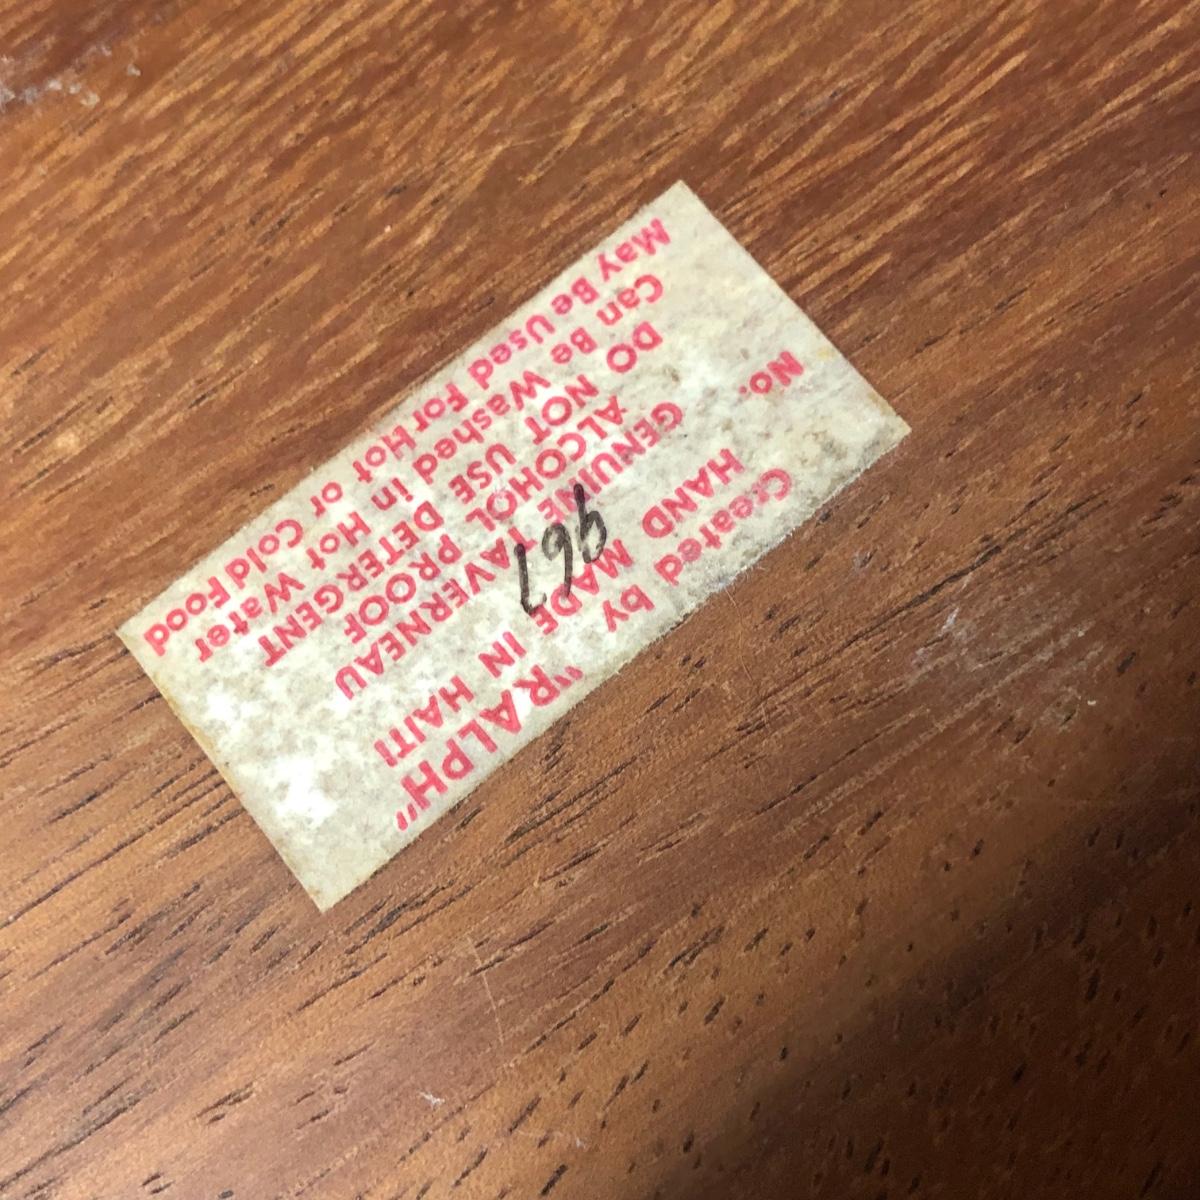 Created by "RALPH"
HAND MADE IN HAITI
GENUINE TAVERNEAU
No. 967
ALCOHOL PROOF
DO NOT USE DETERGENT
Can Be Washed in Hot Water
May Be Used For Hot or Cold Food